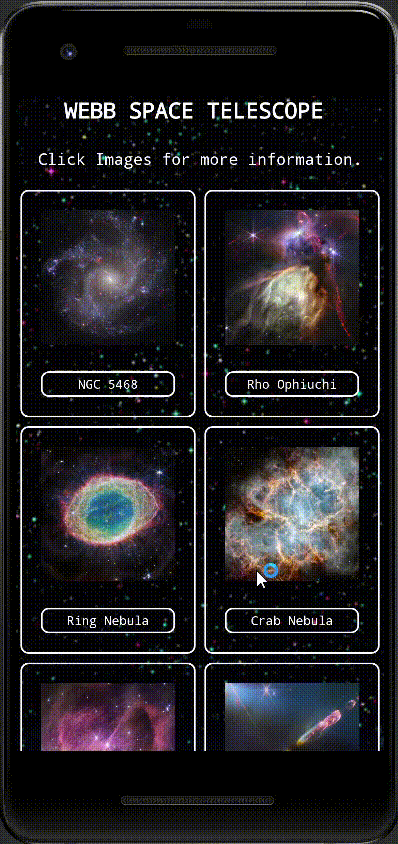 WEBB SPACE TELESCOPE
Click Images for more information.
NGC 5468
Rho Ophiuchi
Ring Nebula
Crab Nebula